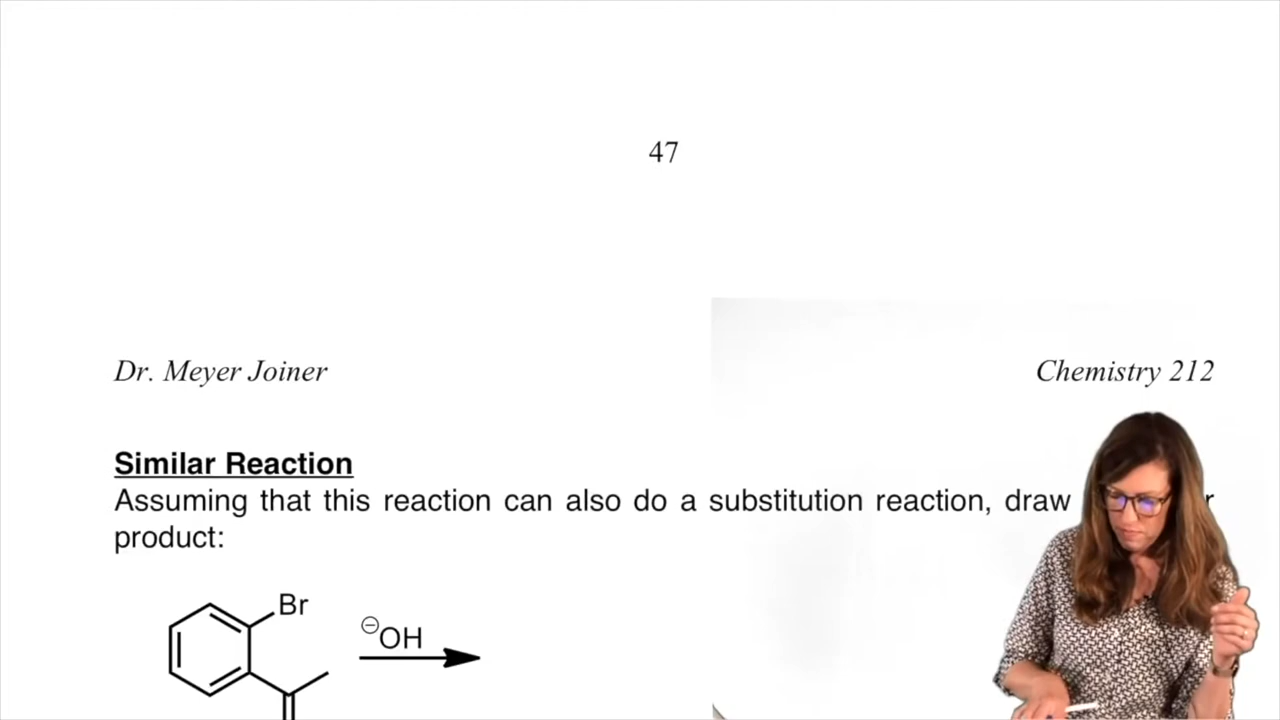 47
Dr. Meyer Joiner
Chemistry 212
Similar Reaction
Assuming that this reaction can also do a substitution reaction, draw
product:
Br
⊖OH